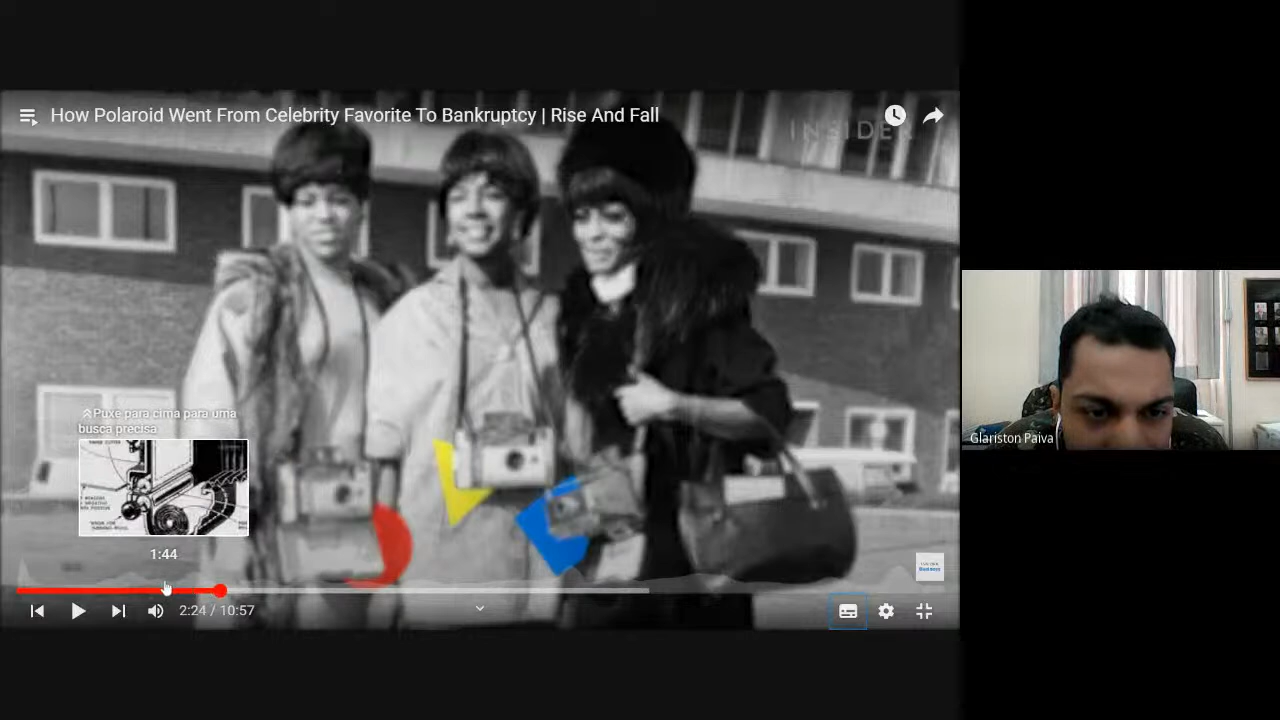 How Polaroid Went From Celebrity Favorite To Bankruptcy | Rise And Fall
INSIDER
Puxe para cima para uma
busca precisa
1:44
2:24 / 10:57
Business
Glariston Paiva